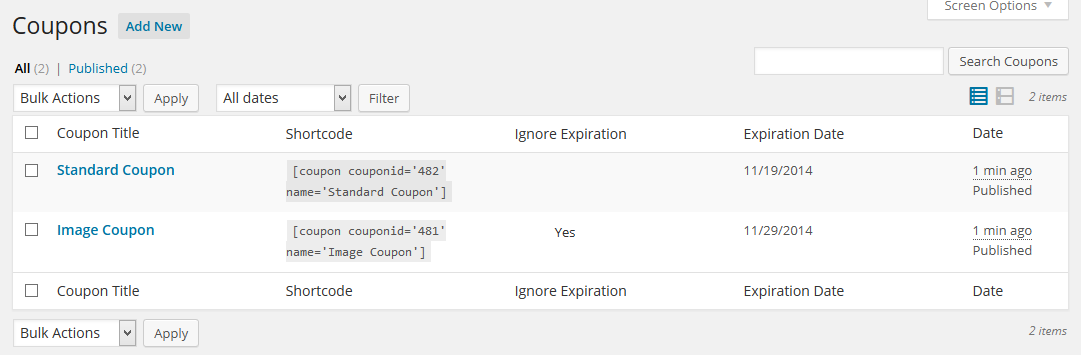 Screen Options
Coupons Add New
All (2) | Published (2)
Search Coupons
Bulk Actions Apply All dates Filter 2 items
Coupon Title Shortcode Ignore Expiration Expiration Date Date
Standard Coupon [coupon couponid='482' 11/19/2014 1 min ago
name='Standard Coupon'] Published
Image Coupon [coupon couponid='481' Yes 11/29/2014 1 min ago
name='Image Coupon'] Published
Coupon Title Shortcode Ignore Expiration Expiration Date Date
Bulk Actions Apply 2 items